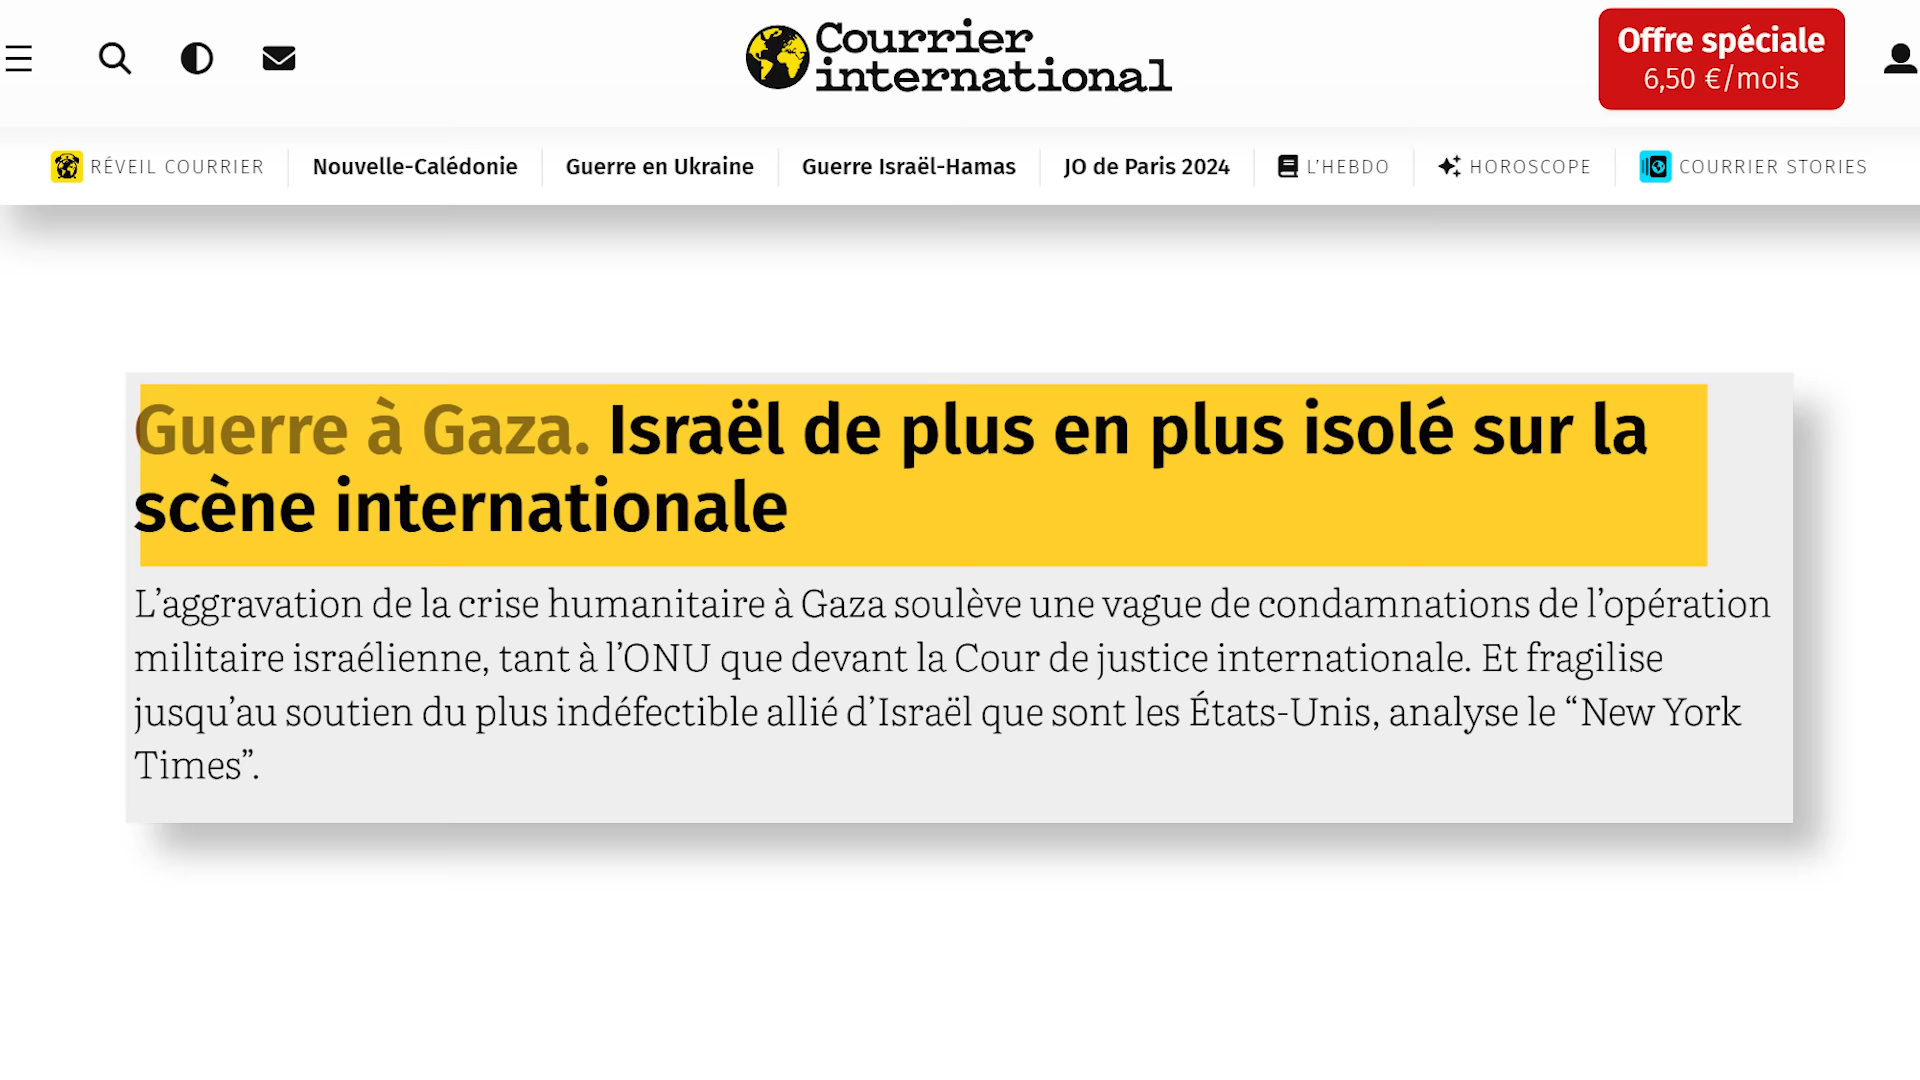 Courrier
international
Offre spéciale
6,50 €/mois
RÉVEIL COURRIER
Nouvelle-Calédonie
Guerre en Ukraine
Guerre Israël-Hamas
JO de Paris 2024
L’HEBDO
HOROSCOPE
COURRIER STORIES
Guerre à Gaza. Israël de plus en plus isolé sur la
scène internationale
L’aggravation de la crise humanitaire à Gaza soulève une vague de condamnations de l’opération
militaire israélienne, tant à l’ONU que devant la Cour de justice internationale. Et fragilise
jusqu’au soutien du plus indéfectible allié d’Israël que sont les États-Unis, analyse le “New York
Times”.